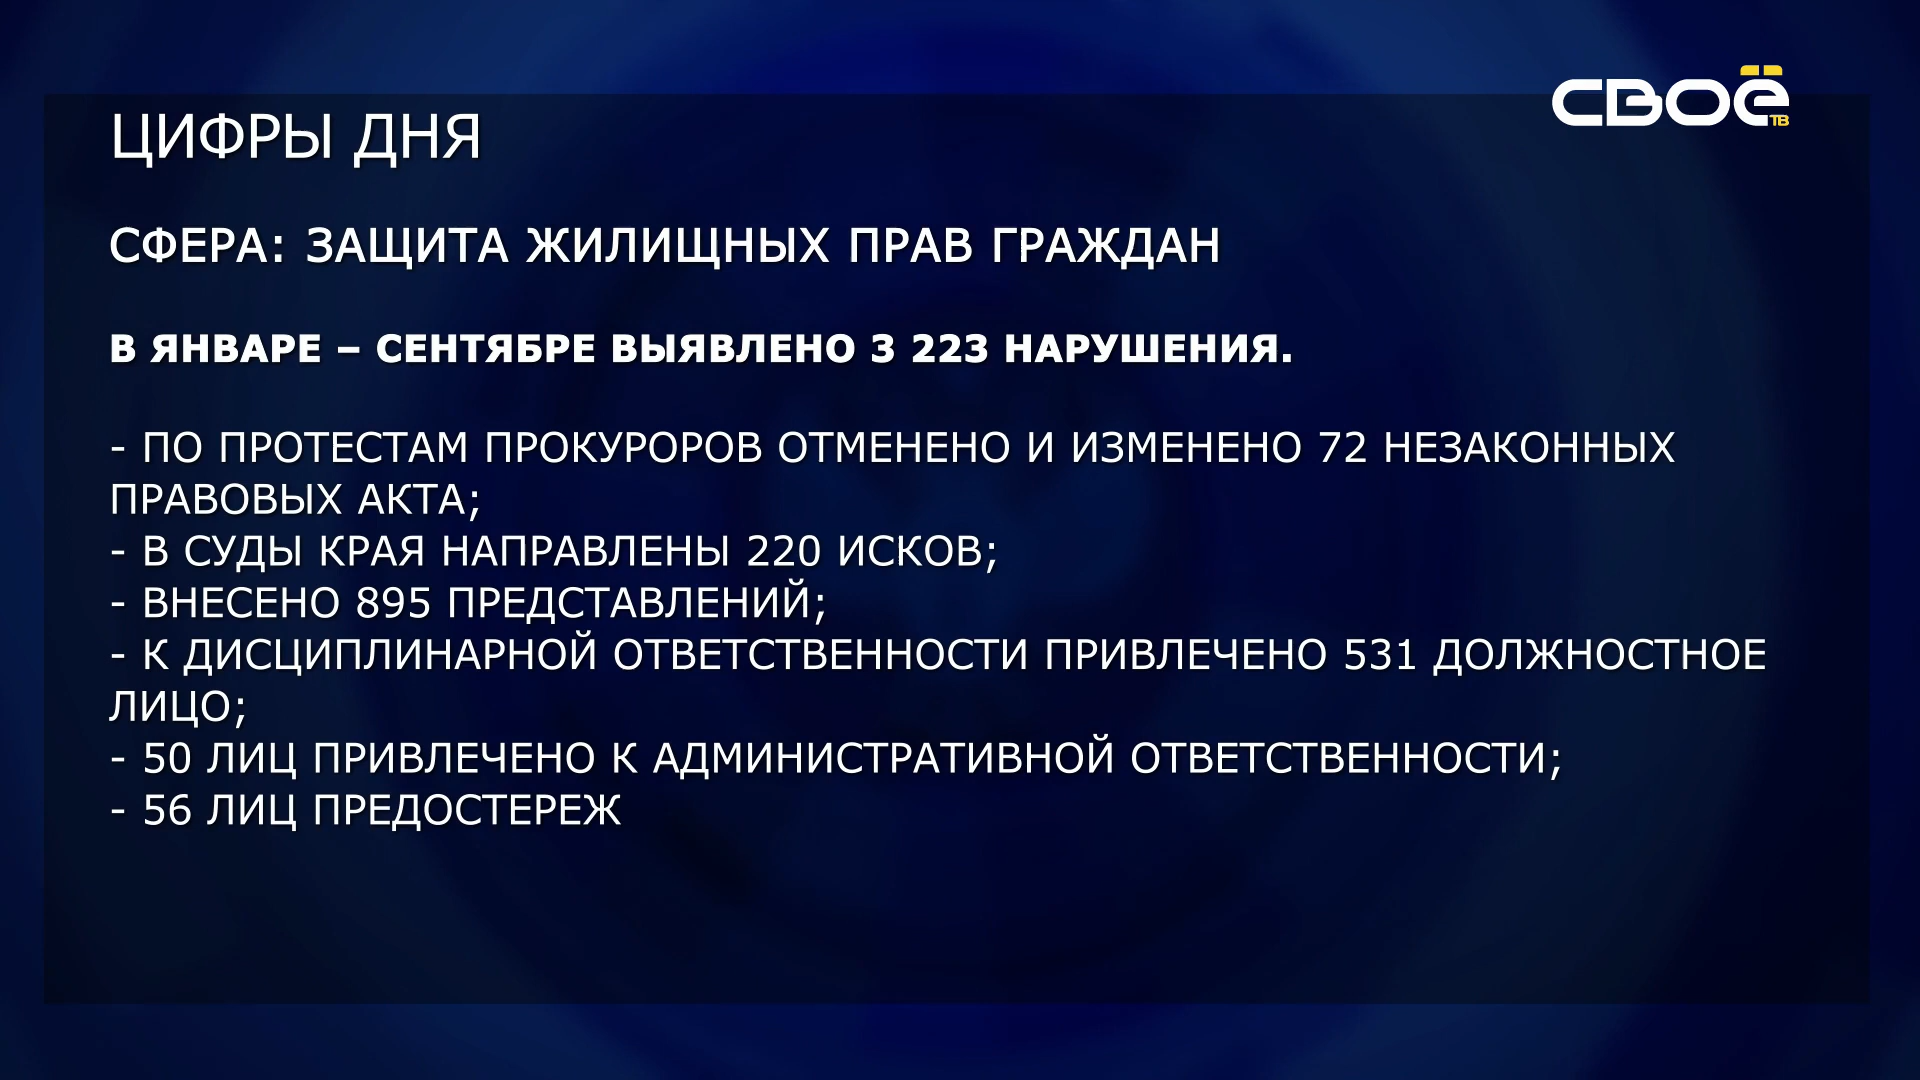 СВОЁ
ТВ
ЦИФРЫ ДНЯ
СФЕРА: ЗАЩИТА ЖИЛИЩНЫХ ПРАВ ГРАЖДАН
В ЯНВАРЕ – СЕНТЯБРЕ ВЫЯВЛЕНО 3 223 НАРУШЕНИЯ.
- ПО ПРОТЕСТАМ ПРОКУРОРОВ ОТМЕНЕНО И ИЗМЕНЕНО 72 НЕЗАКОННЫХ
ПРАВОВЫХ АКТА;
- В СУДЫ КРАЯ НАПРАВЛЕНЫ 220 ИСКОВ;
- ВНЕСЕНО 895 ПРЕДСТАВЛЕНИЙ;
- К ДИСЦИПЛИНАРНОЙ ОТВЕТСТВЕННОСТИ ПРИВЛЕЧЕНО 531 ДОЛЖНОСТНОЕ
ЛИЦО;
- 50 ЛИЦ ПРИВЛЕЧЕНО К АДМИНИСТРАТИВНОЙ ОТВЕТСТВЕННОСТИ;
- 56 ЛИЦ ПРЕДОСТЕРЕЖ